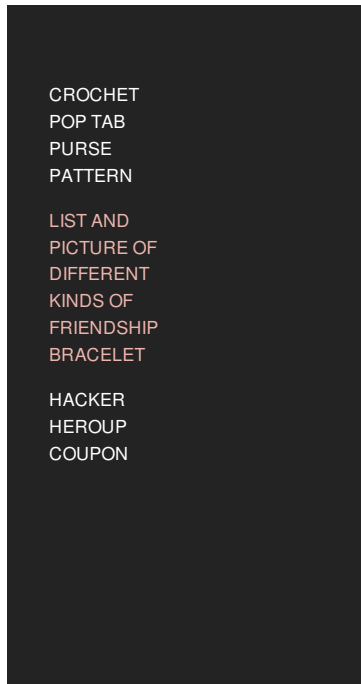 CROCHET
POP TAB
PURSE
PATTERN
LIST AND
PICTURE OF
DIFFERENT
KINDS OF
FRIENDSHIP
BRACELET
HACKER
HEROUP
COUPON